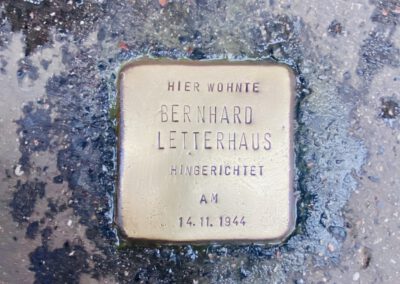 HIER WOHNTE
BERNHARD
LETTERHAUS
HINGERICHTET
AM
14.11.1944